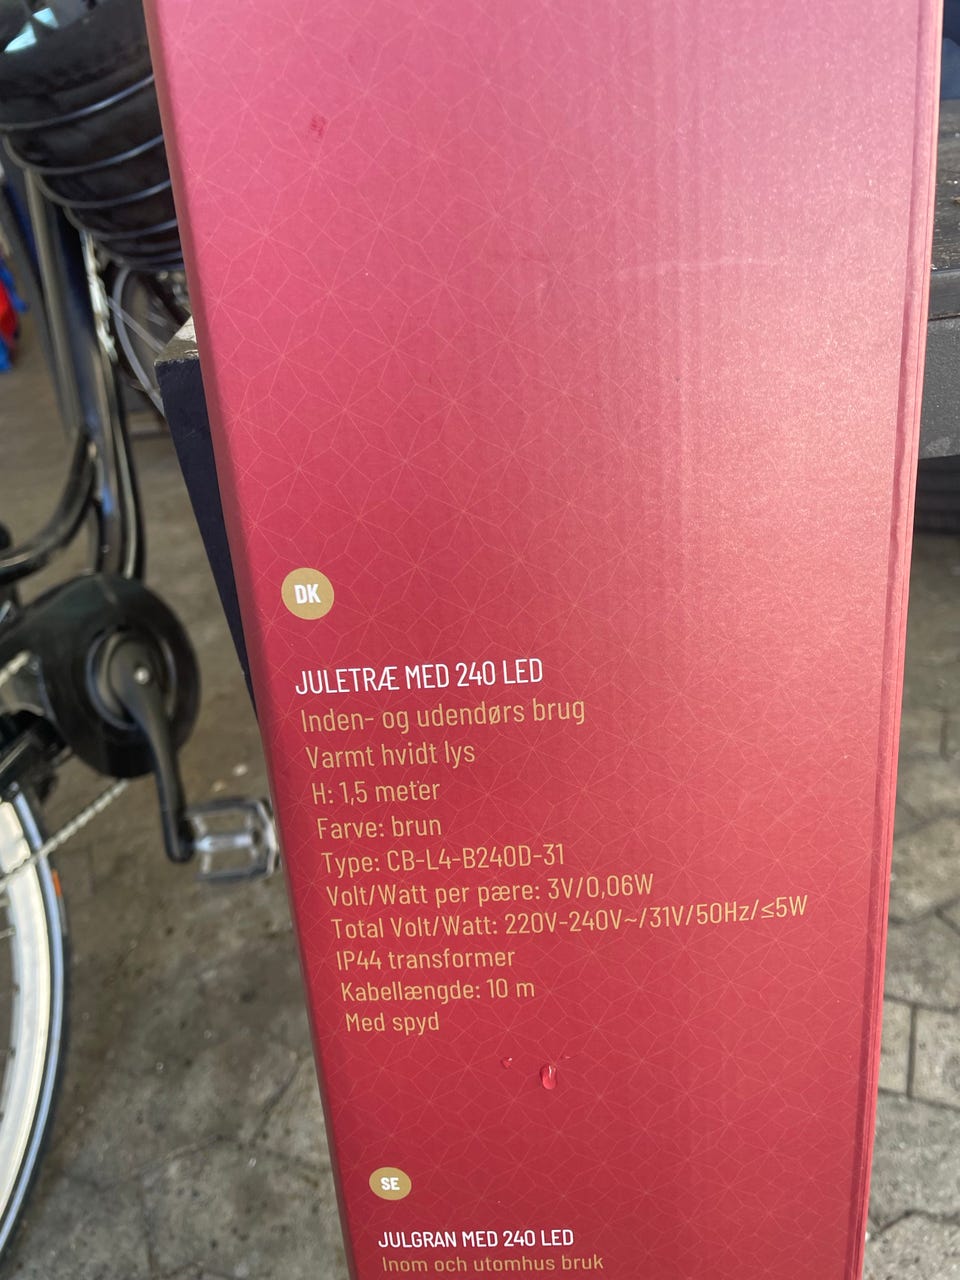 DK
JULETRÆ MED 240 LED
Inden- og udendørs brug
Varmt hvidt lys
H: 1,5 meter
Farve: brun
Type: CB-L4-B240D-31
Volt/Watt per pære: 3V/0,06W
Total Volt/Watt: 220V-240V~/31V/50Hz/≤5W
IP44 transformer
Kabellængde: 10 m
Med spyd
SE
JULGRAN MED 240 LED
Inom och utomhus bruk